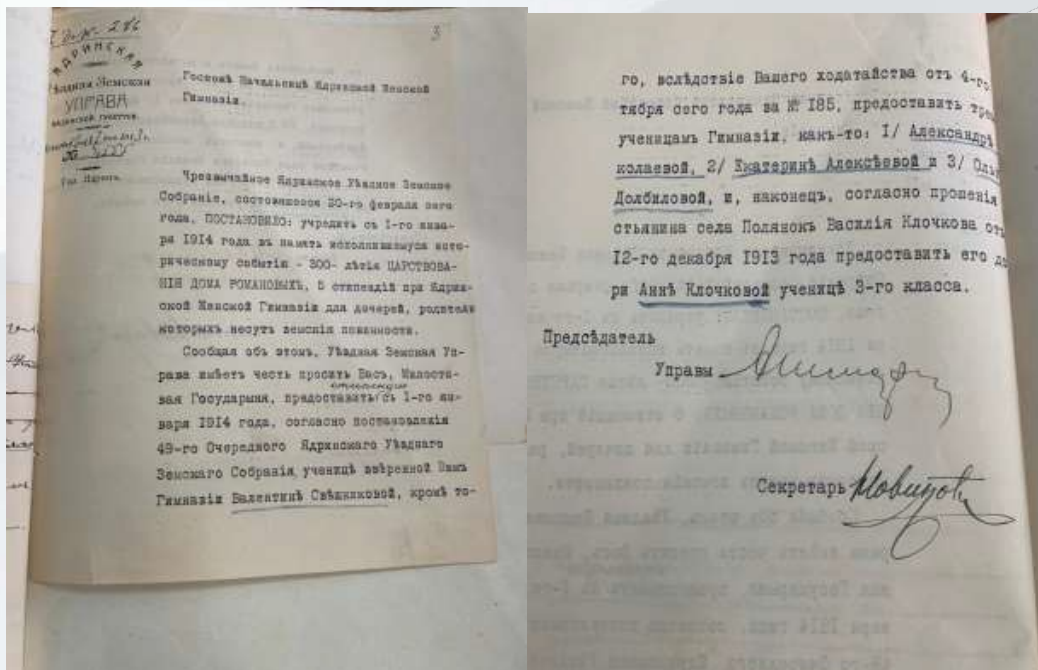 3
ЯДРИНСКАЯ
Уѣздная Земская
УПРАВА
КАЗАНСКОЙ ГУБЕРНІИ.
Гор. Ядринъ.
Госпожѣ Начальницѣ Ядринской Женской
Гимназіи.
Чрезвычайное Ядринское Уѣздное Земское
Собраніе, состоявшееся 20-го февраля сего
года, ПОСТАНОВИЛО: учредить съ 1-го янва-
ря 1914 года въ память исполнившемуся исто-
рическому событію - 300- лѣтія ЦАРСТВОВА-
НІЯ ДОМА РОМАНОВЫХЪ, 5 стипендій при Ядрин-
ской Женской Гимназіи для дочерей, родители
которыхъ несутъ земскія повинности.
Сообщая объ этомъ, Уѣздная Земская Уп-
рава имѣетъ честь просить Васъ, Милости-
вая Государыня, предоставить стипендію съ 1-го ян-
варя 1914 года, согласно постановленія
49-го Очередного Ядринскаго Уѣзднаго
Земскаго Собранія, ученицѣ ввѣренной Вамъ
Гимназіи Валентинѣ Свѣшниковой, кромѣ то-
го, вслѣдствіе Вашего ходатайства отъ 4-го
тября сего года за № 185, предоставить
ученицамъ Гимназіи, какъ-то: I/ Александрѣ
колаевой, 2/ Екатеринѣ Алексѣевой и 3/
Долбиловой, и, наконецъ, согласно прошенія
стьянина села Полянокъ Василія Клочкова отъ
12-го декабря 1913 года предоставить его
ри Аннѣ Клочковой ученицѣ 3-го класса.
Предсѣдатель
Управы
Секретарь